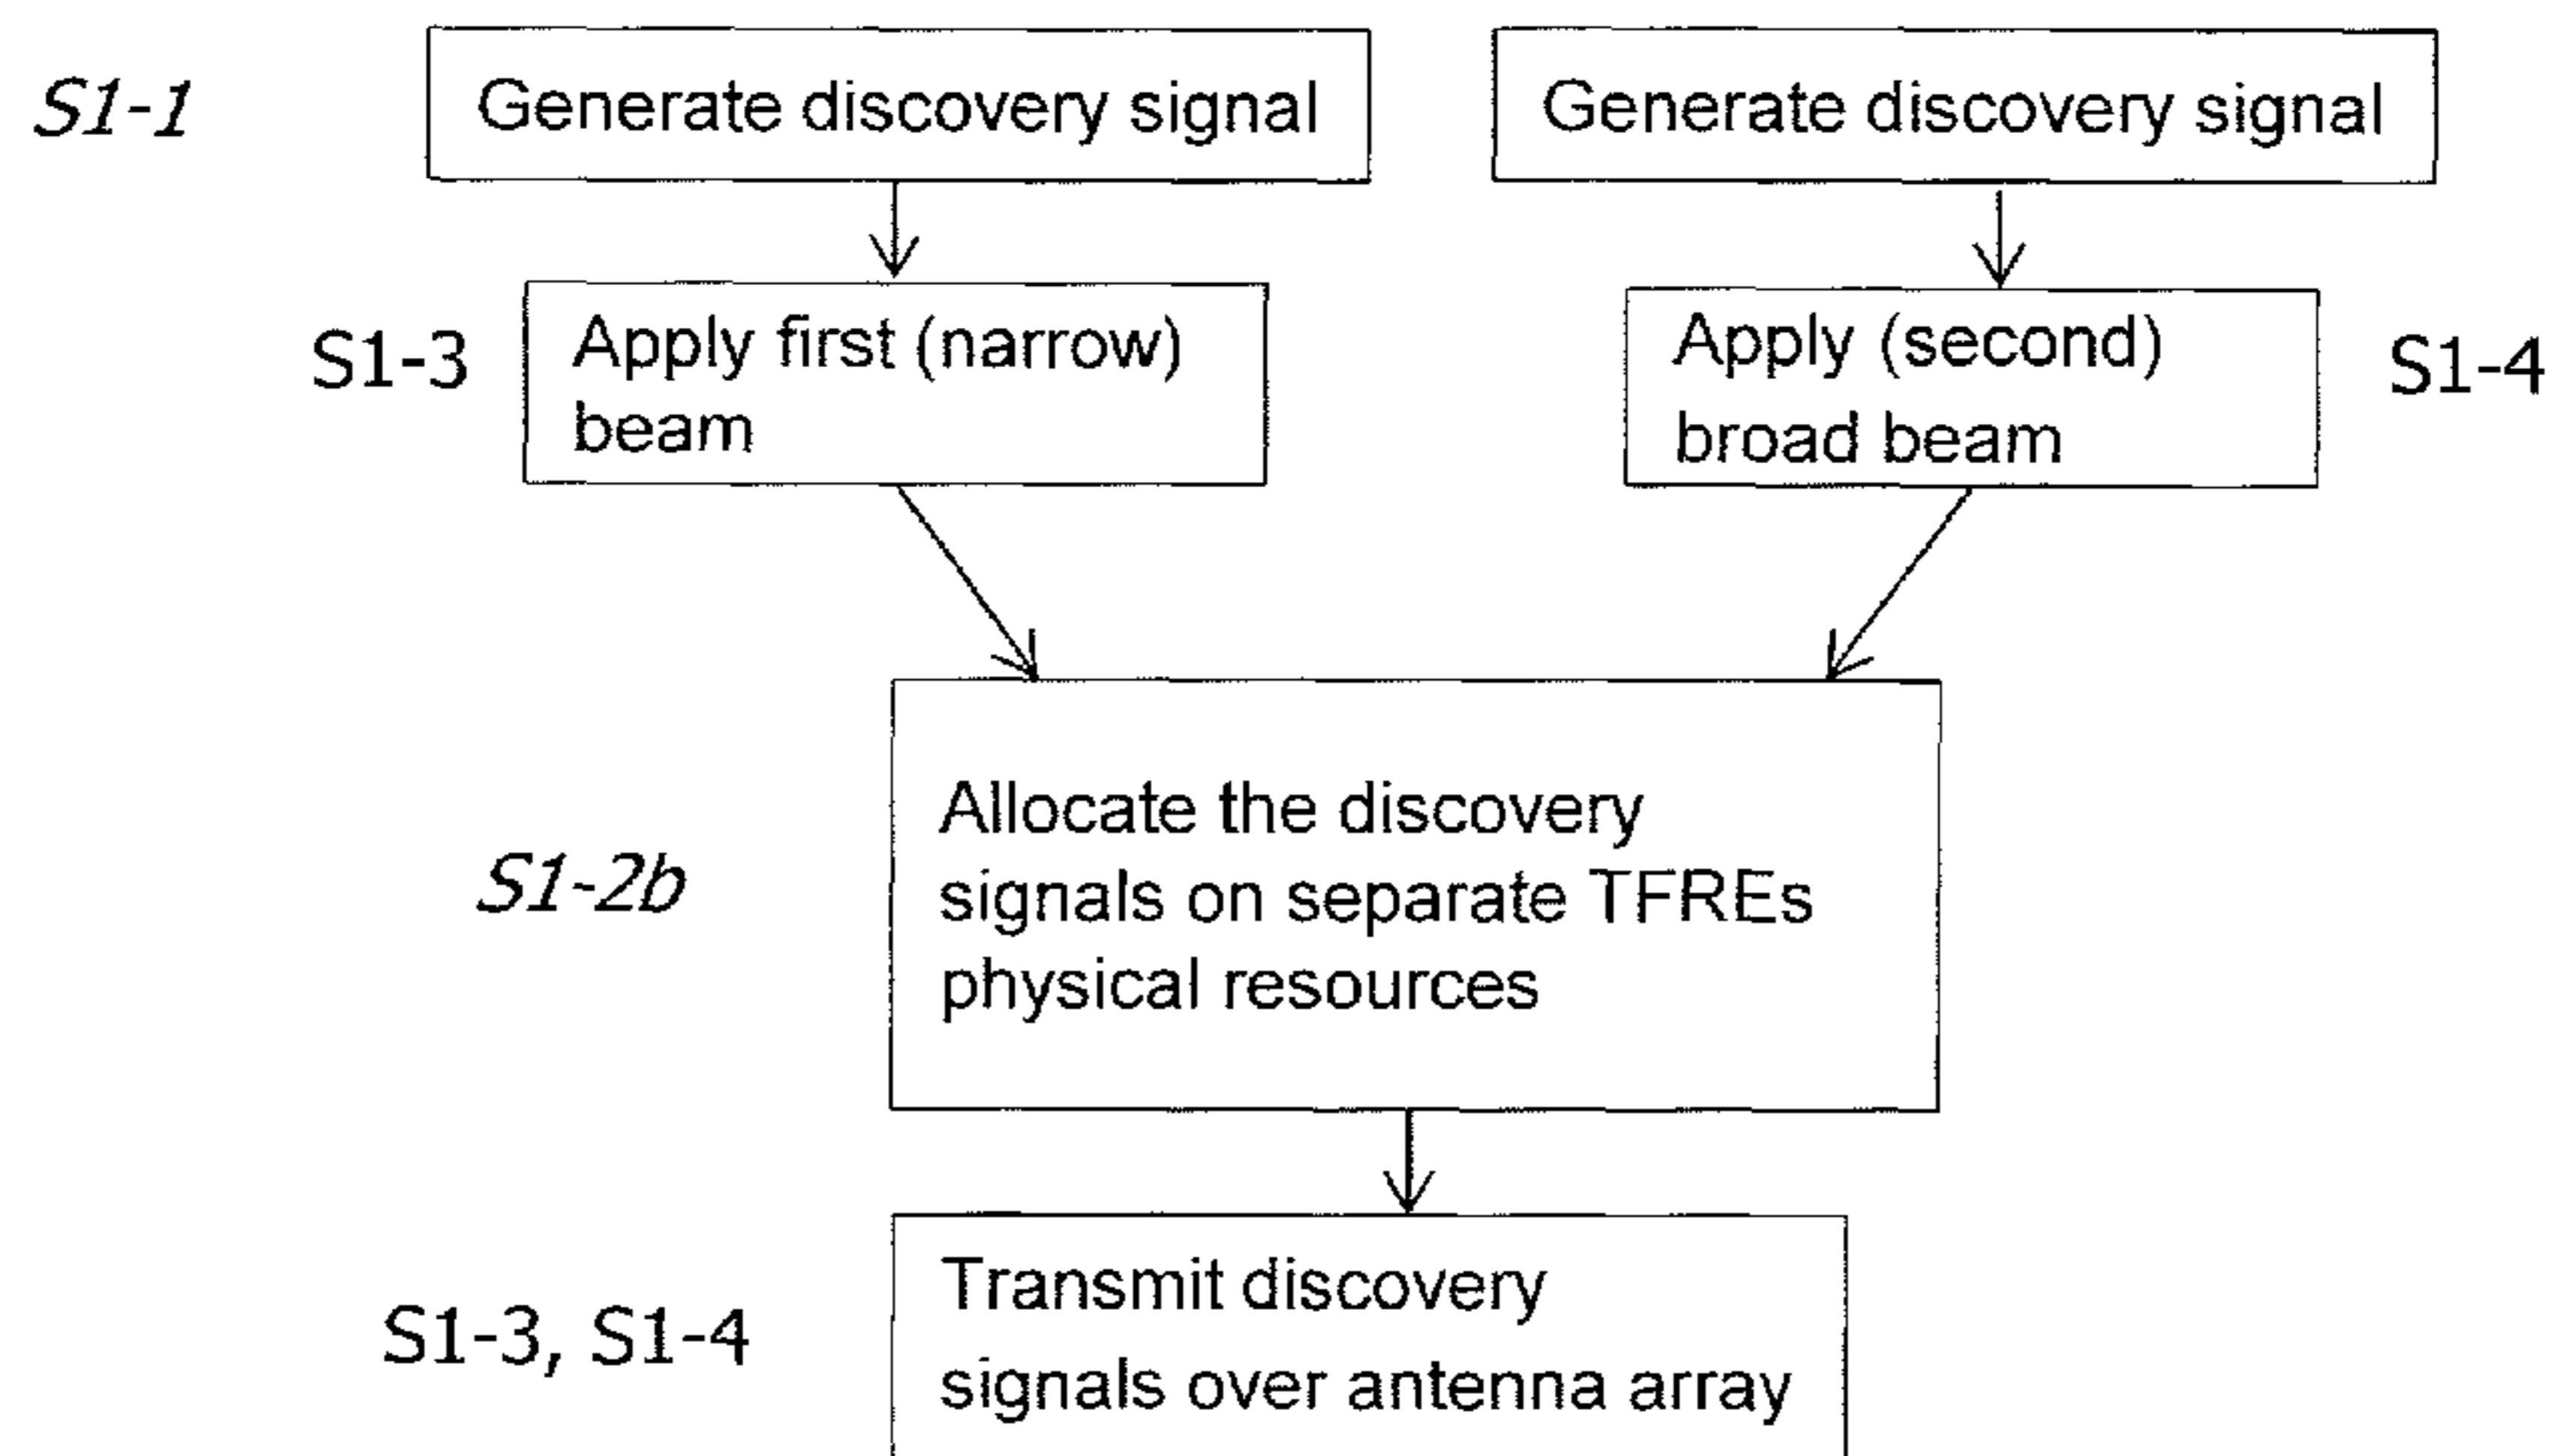 S1-1
Generate discovery signal
Generate discovery signal
S1-3
Apply first (narrow)
beam
Apply (second)
broad beam
S1-4
S1-2b
Allocate the discovery
signals on separate TFREs
physical resources
S1-3, S1-4
Transmit discovery
signals over antenna array